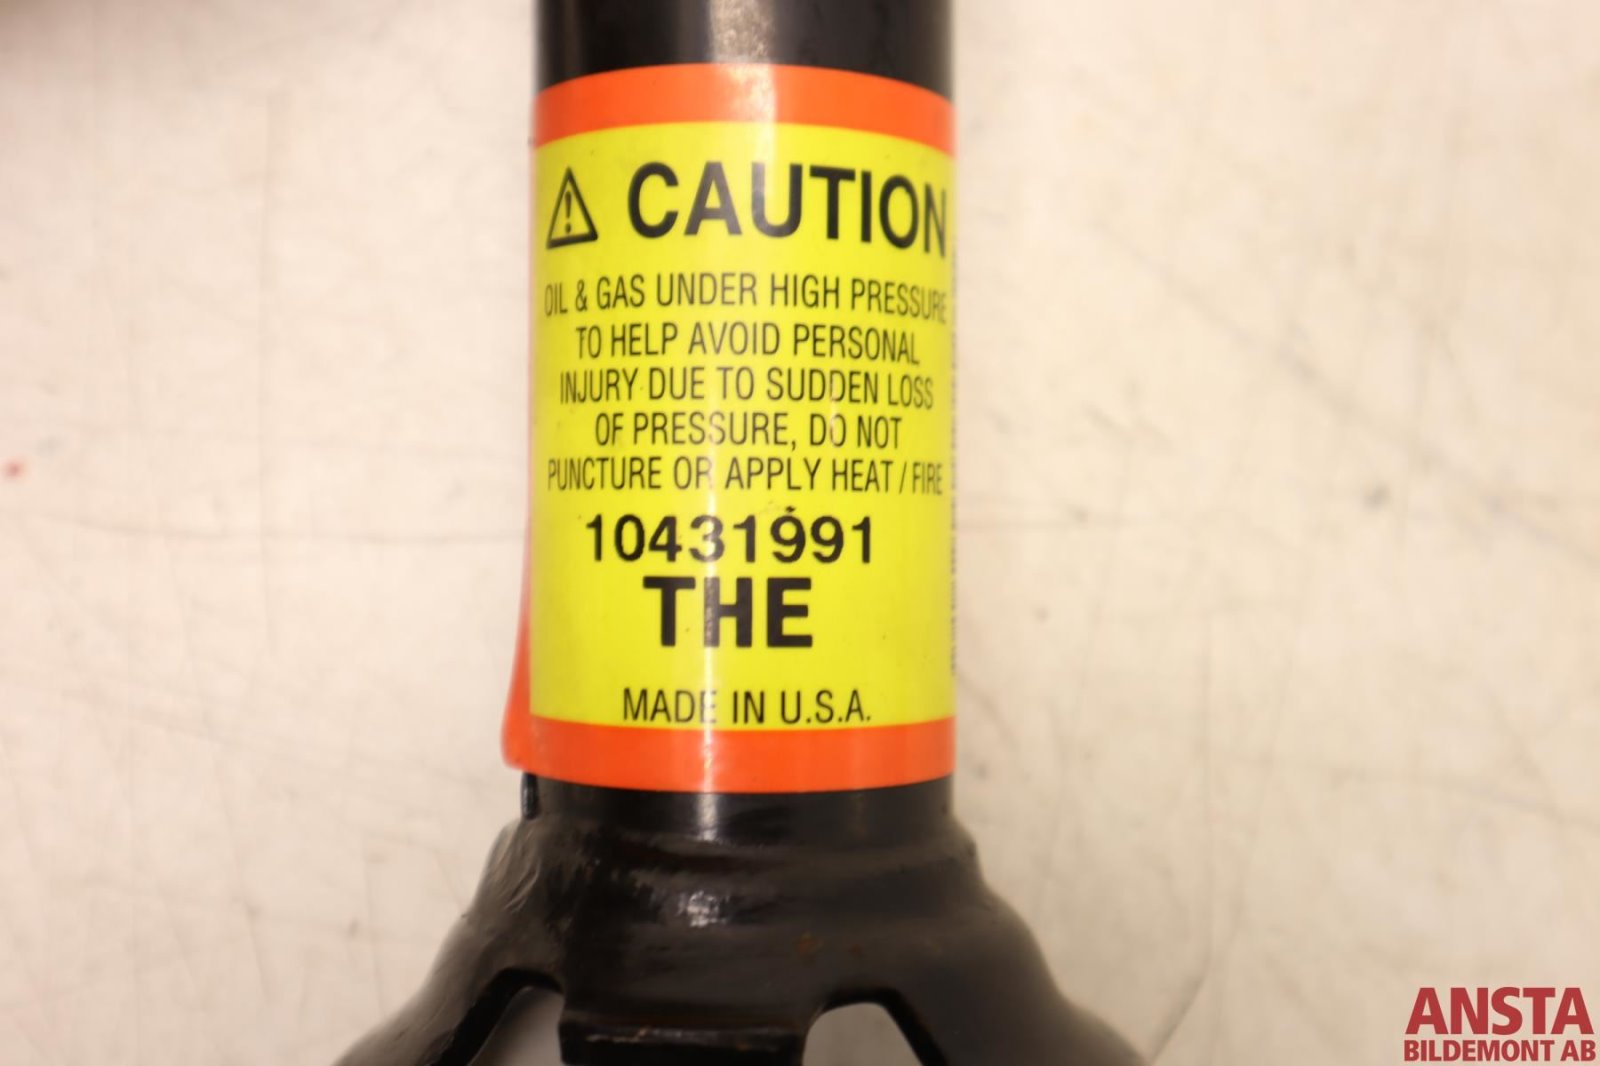 CAUTION
OIL & GAS UNDER HIGH PRESSURE
TO HELP AVOID PERSONAL
INJURY DUE TO SUDDEN LOSS
OF PRESSURE, DO NOT
PUNCTURE OR APPLY HEAT / FIRE
10431991
THE
MADE IN U.S.A.
ANSTA
BILDEMONT AB